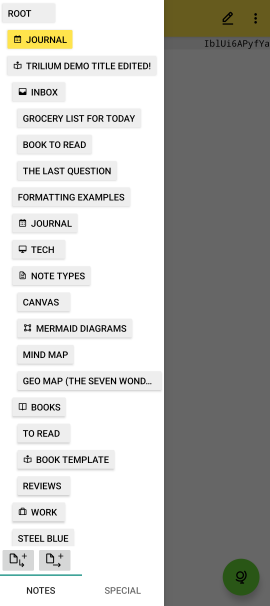 ROOT
JOURNAL
TRILIUM DEMO TITLE EDITED!
INBOX
GROCERY LIST FOR TODAY
BOOK TO READ
THE LAST QUESTION
FORMATTING EXAMPLES
JOURNAL
TECH
NOTE TYPES
CANVAS
MERMAID DIAGRAMS
MIND MAP
GEO MAP (THE SEVEN WOND...
BOOKS
TO READ
BOOK TEMPLATE
REVIEWS
WORK
STEEL BLUE
NOTES
SPECIAL
IblUi6APyfYa